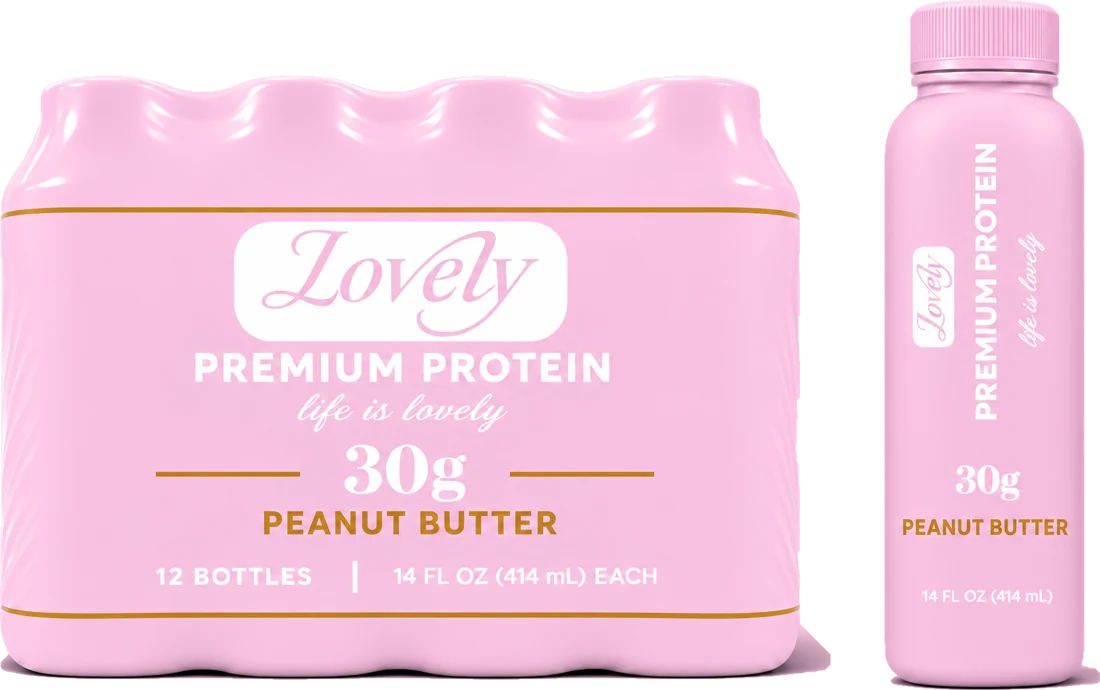 Lovely
PREMIUM PROTEIN
life is lovely
30g
PEANUT BUTTER
12 BOTTLES | 14 FL OZ (414 mL) EACH
Lovely
PREMIUM PROTEIN
life is lovely
30g
PEANUT BUTTER
14 FL OZ (414 mL)